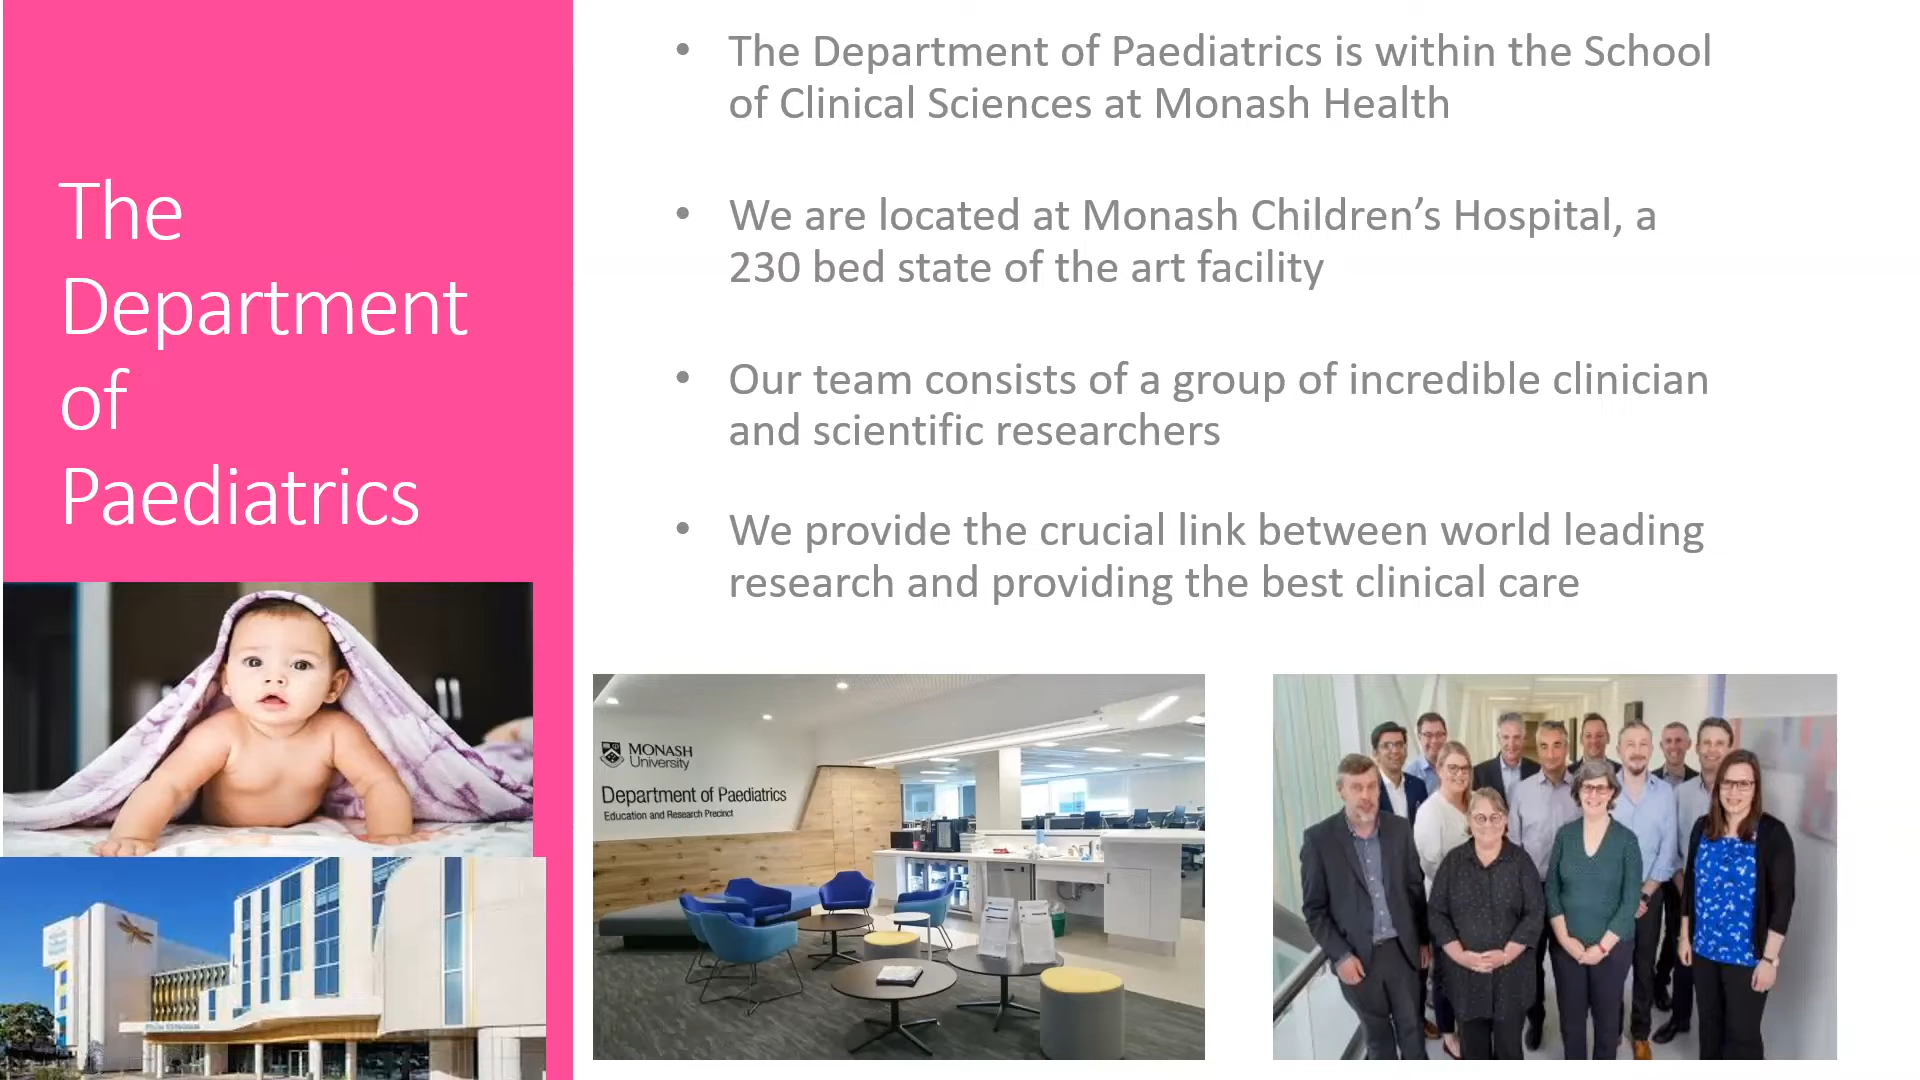 The
Department
of
Paediatrics
• The Department of Paediatrics is within the School
of Clinical Sciences at Monash Health
• We are located at Monash Children’s Hospital, a
230 bed state of the art facility
• Our team consists of a group of incredible clinician
and scientific researchers
• We provide the crucial link between world leading
research and providing the best clinical care
MONASH
University
Department of Paediatrics
Education and Research Precinct